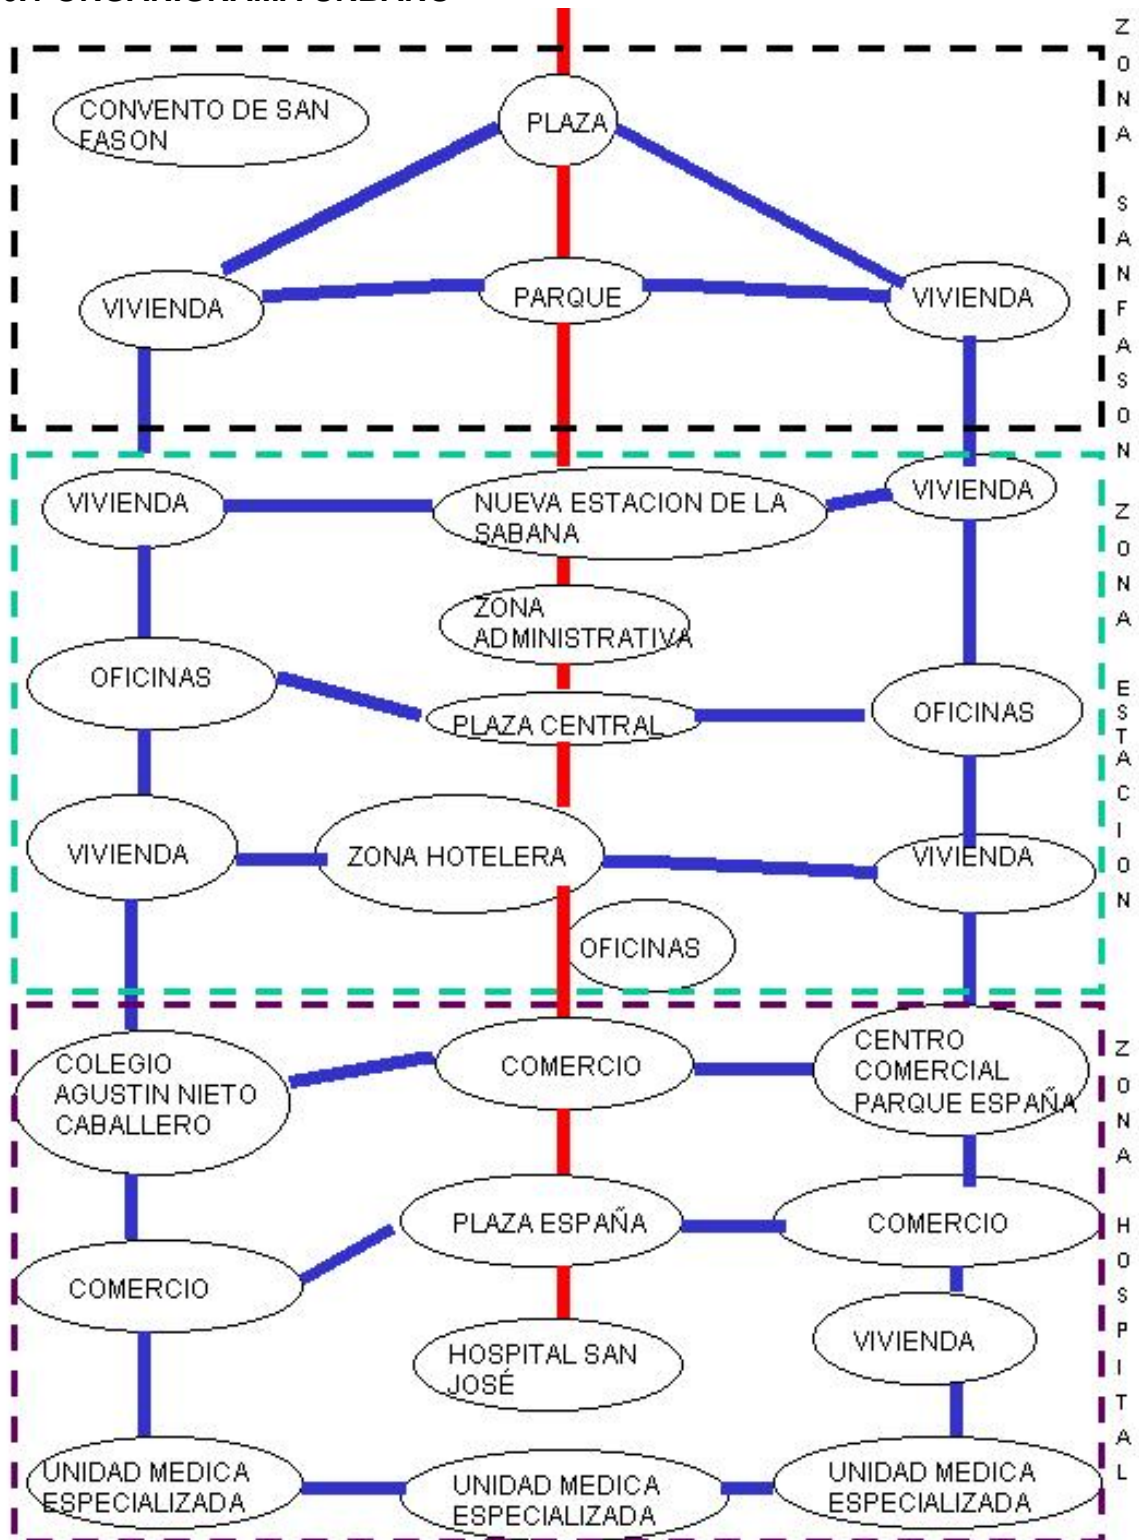 CONVENTO DE SAN
FASON
PLAZA
VIVIENDA
PARQUE
VIVIENDA
ZONA SANFASON
VIVIENDA
NUEVA ESTACION DE LA
SABANA
VIVIENDA
ZONA
ADMINISTRATIVA
OFICINAS
PLAZA CENTRAL
OFICINAS
VIVIENDA
ZONA HOTELERA
VIVIENDA
OFICINAS
ZONA ESTACION
COLEGIO
AGUSTIN NIETO
CABALLERO
COMERCIO
CENTRO
COMERCIAL
PARQUE ESPAÑA
COMERCIO
PLAZA ESPAÑA
COMERCIO
HOSPITAL SAN
JOSÉ
VIVIENDA
UNIDAD MEDICA
ESPECIALIZADA
UNIDAD MEDICA
ESPECIALIZADA
UNIDAD MEDICA
ESPECIALIZADA
ZONA HOSPITAL